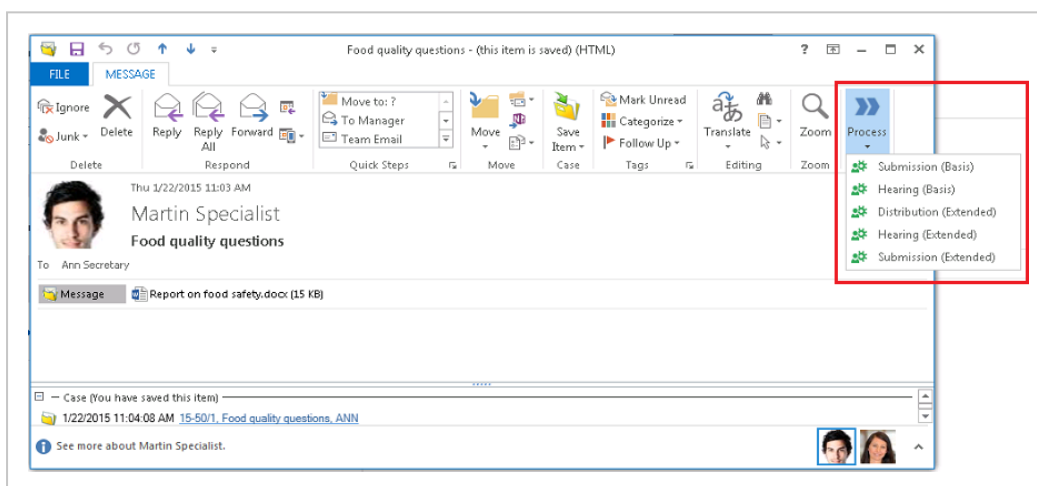 Food quality questions - (this item is saved) (HTML)
?
FILE MESSAGE
Ignore
Junk
Delete
Reply
Reply All
Forward
Delete
Respond
Move to: ?
To Manager
Team Email
Quick Steps
Move
Move
Save Item
Case
Mark Unread
Categorize
Follow Up
Tags
Translate
Editing
Zoom
Zoom
Process
Submission (Basis)
Hearing (Basis)
Distribution (Extended)
Hearing (Extended)
Submission (Extended)
Thu 1/22/2015 11:03 AM
Martin Specialist
Food quality questions
To Ann Secretary
Message Report on food safety.docx (15 KB)
Case (You have saved this item)
1/22/2015 11:04:08 AM 15-50/1, Food quality questions, ANN
See more about Martin Specialist.